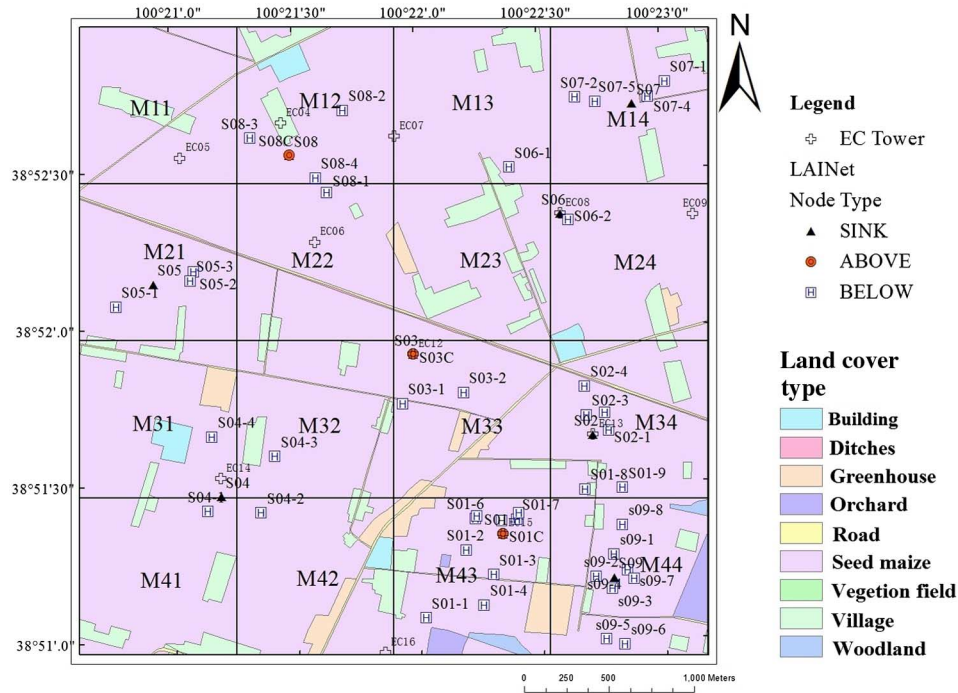 100°21'.0" 100°21'.5" 100°22'.0" 100°22'.5" 100°23'.0"
N
S07-1
S07-2 S07-5 S07
S07-4
M11 M12 M13 M14
S08-2
EC04
S08-3 EC07
S08C S08
EC05
S08-4 S06-1
S08-1
38°52'.5"
S06 EC08 EC09
S06-2
EC06
M21 M22 M23 M24
S05 S05-3
S05-2
S05-1
38°52'.0"
S03 EC12
S03C
S02-4
S03-2
S03-1 S02-3
M31 M32 M33 M34
S02 EC13
S02-1
S04-4
S04-3
EC14 S01-8 S01-9
S04
38°51'.5"
S04-2
S01-6 S01-7 s09-8
EC15
S01-2 S01C s09-1
S01-3 s09-2 S09
M41 M42 M43 M44
S01-4 s09-4 s09-7
S01-1 s09-3
s09-5 s09-6
EC16
38°51'.0"
Legend
EC Tower
LAINet
Node Type
SINK
ABOVE
BELOW
Land cover
type
Building
Ditches
Greenhouse
Orchard
Road
Seed maize
Vegetion field
Village
Woodland
0 250 500 1,000 Meters